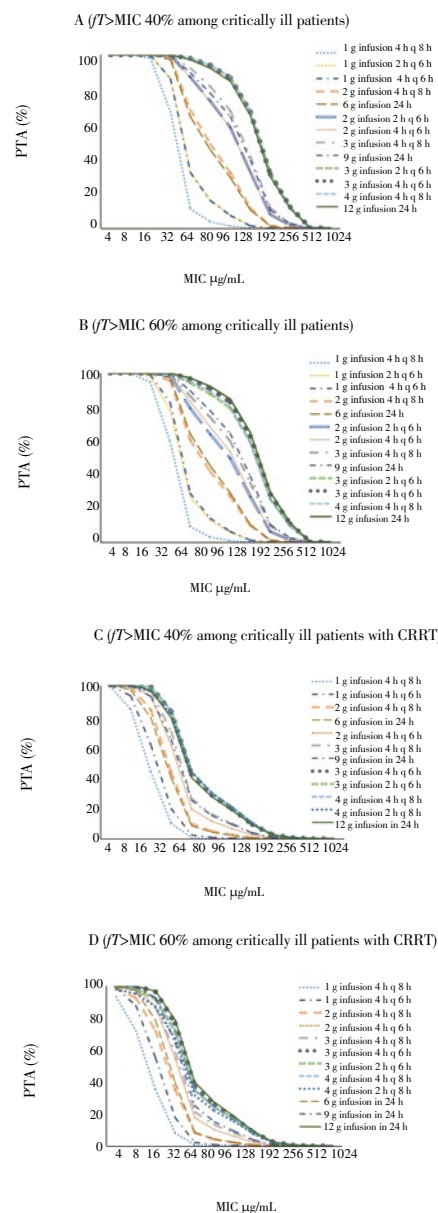 A (fT>MIC 40% among critically ill patients)
PTA (%)
100
80
60
40
20
0
4 8 16 32 64 80 96 128 192 256 512 1024
MIC μg/mL
1 g infusion 4 h q 8 h
1 g infusion 2 h q 6 h
1 g infusion 4 h q 6 h
2 g infusion 4 h q 8 h
6 g infusion 24 h
2 g infusion 2 h q 6 h
2 g infusion 4 h q 6 h
3 g infusion 4 h q 8 h
9 g infusion 24 h
3 g infusion 2 h q 6 h
3 g infusion 4 h q 6 h
4 g infusion 4 h q 8 h
12 g infusion 24 h
B (fT>MIC 60% among critically ill patients)
PTA (%)
100
80
60
40
20
0
4 8 16 32 64 80 96 128 192 256 512 1024
MIC μg/mL
1 g infusion 4 h q 8 h
1 g infusion 2 h q 6 h
1 g infusion 4 h q 6 h
2 g infusion 4 h q 8 h
6 g infusion 24 h
2 g infusion 2 h q 6 h
2 g infusion 4 h q 6 h
3 g infusion 4 h q 8 h
9 g infusion 24 h
3 g infusion 2 h q 6 h
3 g infusion 4 h q 6 h
4 g infusion 4 h q 8 h
12 g infusion 24 h
C (fT>MIC 40% among critically ill patients with CRRT)
PTA (%)
100
80
60
40
20
0
4 8 16 32 64 80 96 128 192 256 512 1024
MIC μg/mL
1 g infusion 4 h q 8 h
1 g infusion 4 h q 6 h
2 g infusion 4 h q 8 h
6 g infusion in 24 h
2 g infusion 4 h q 6 h
3 g infusion 4 h q 8 h
9 g infusion in 24 h
3 g infusion 4 h q 6 h
3 g infusion 2 h q 6 h
4 g infusion 4 h q 8 h
4 g infusion 2 h q 8 h
12 g infusion in 24 h
D (fT>MIC 60% among critically ill patients with CRRT)
PTA (%)
100
80
60
40
20
0
4 8 16 32 64 80 96 128 192 256 512 1024
MIC μg/mL
1 g infusion 4 h q 8 h
1 g infusion 4 h q 6 h
2 g infusion 4 h q 8 h
2 g infusion 4 h q 6 h
3 g infusion 4 h q 8 h
3 g infusion 4 h q 6 h
3 g infusion 2 h q 6 h
4 g infusion 4 h q 8 h
4 g infusion 2 h q 8 h
6 g infusion in 24 h
9 g infusion in 24 h
12 g infusion in 24 h